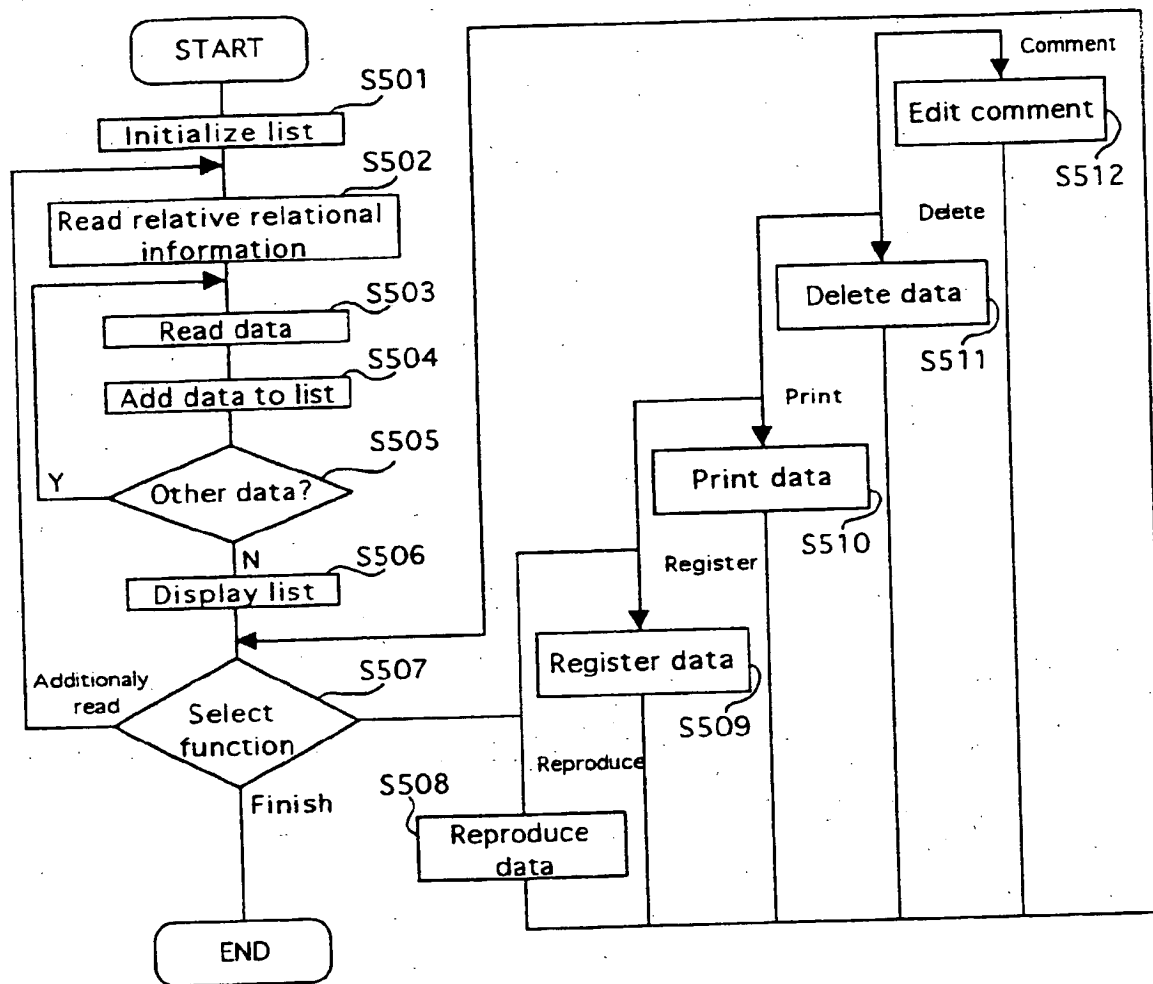 START
S501
Initialize list
S502
Read relative relational
information
S503
Read data
S504
Add data to list
S505
Other data?
Y
N
S506
Display list
S507
Additionaly
read
Select
function
Finish
END
S508
Reproduce
Reproduce
data
Register
Register data
S509
Print
Print data
S510
Delete
Delete data
S511
Comment
Edit comment
S512